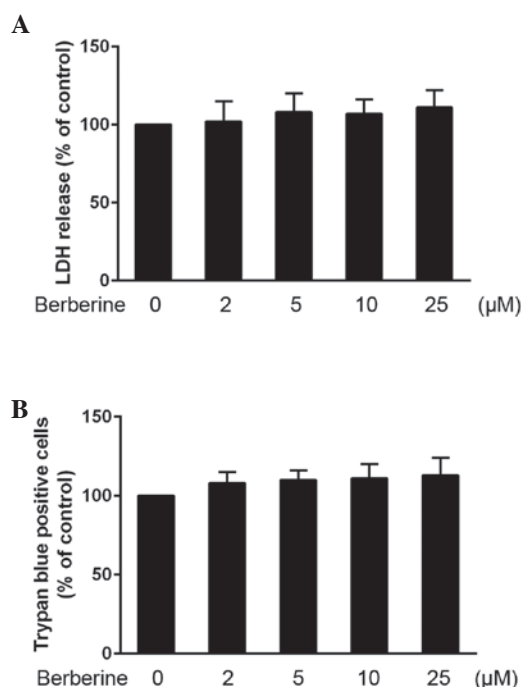 A
LDH release (% of control)
150
100
50
0
Berberine 0 2 5 10 25 (μM)
B
Trypan blue positive cells
(% of control)
150
100
50
0
Berberine 0 2 5 10 25 (μM)